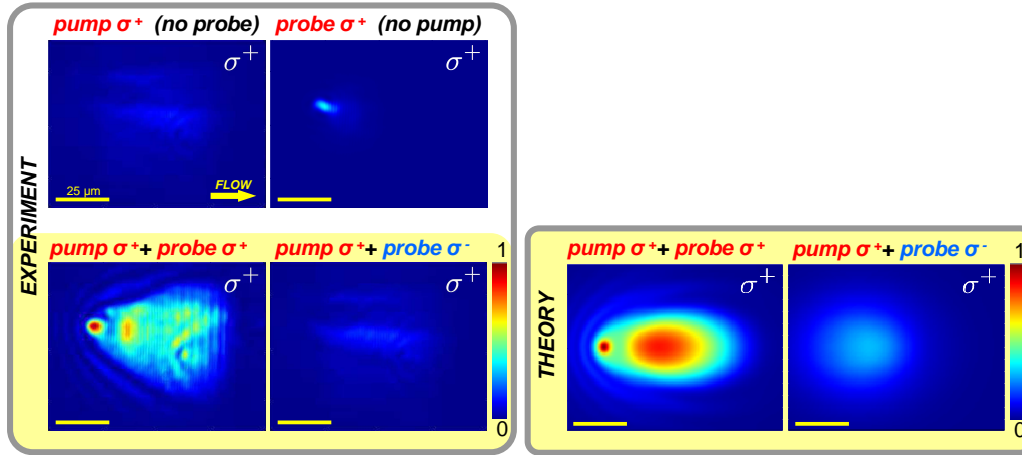 pump σ+ (no probe) probe σ+ (no pump)
σ+ σ+
EXPERIMENT
25 µm
FLOW
pump σ+ + probe σ+ pump σ+ + probe σ-
1
σ+ σ+
0
pump σ+ + probe σ+ pump σ+ + probe σ-
1
σ+ σ+
THEORY
0